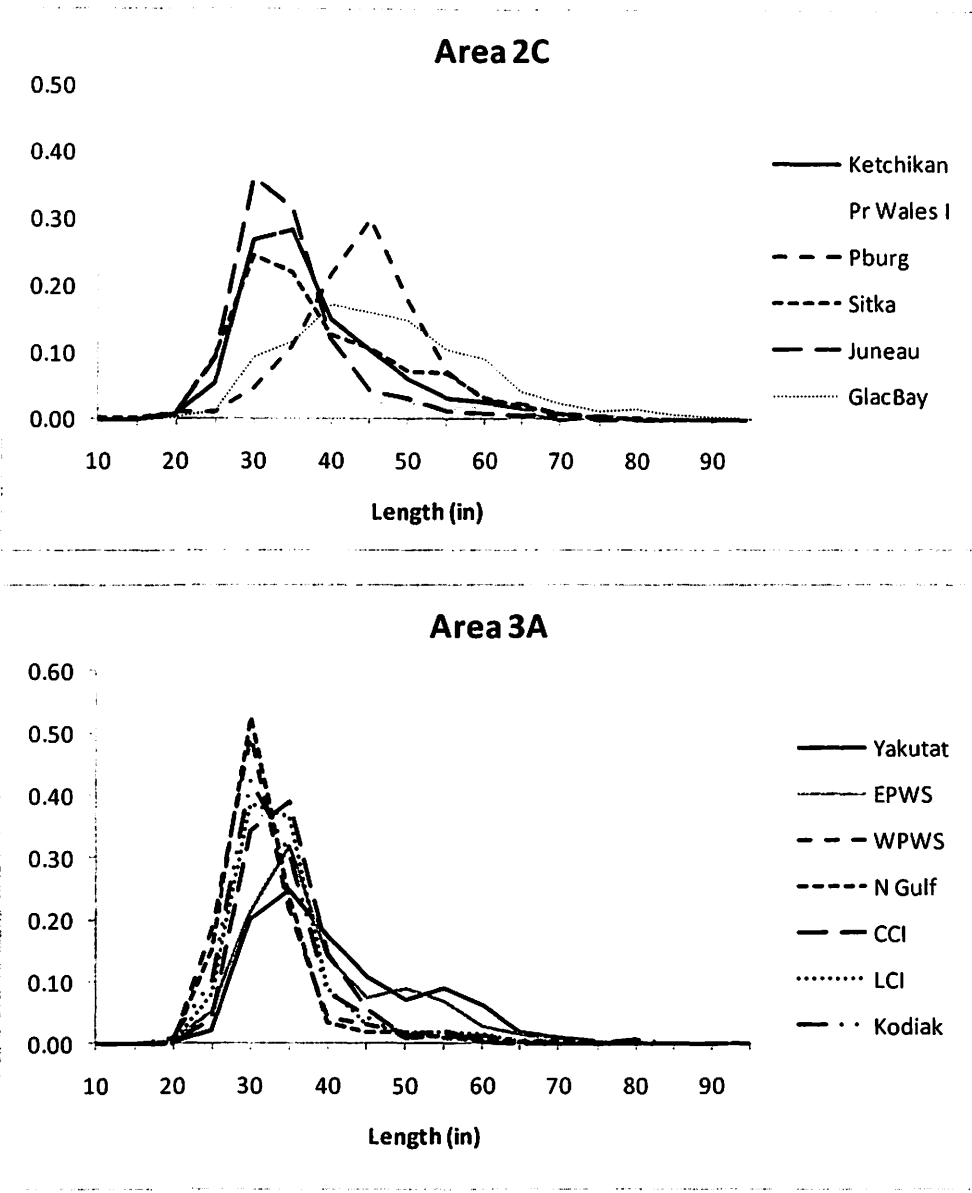 Area 2C
0.50
0.40
0.30
0.20
0.10
0.00
10 20 30 40 50 60 70 80 90
Length (in)
Ketchikan
Pr Wales I
Pburg
Sitka
Juneau
GlacBay
Area 3A
0.60
0.50
0.40
0.30
0.20
0.10
0.00
10 20 30 40 50 60 70 80 90
Length (in)
Yakutat
EPWS
WPWS
N Gulf
CCI
LCI
Kodiak